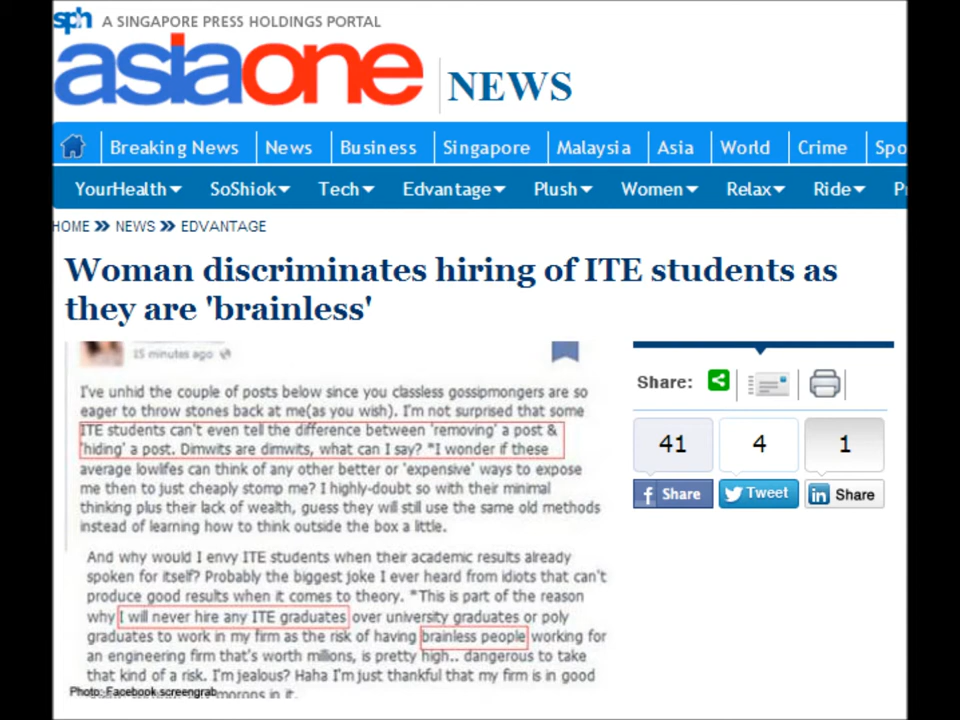 sph A SINGAPORE PRESS HOLDINGS PORTAL
asiaone NEWS
Breaking News News Business Singapore Malaysia Asia World Crime Spo
YourHealth SoShiok Tech Edvantage Plush Women Relax Ride P
HOME NEWS EDVANTAGE
Woman discriminates hiring of ITE students as
they are 'brainless'
15 minutes ago
I've unhid the couple of posts below since you classless gossipmongers are so
eager to throw stones back at me(as you wish). I'm not surprised that some
ITE students can't even tell the difference between 'removing' a post &
'hiding' a post. Dimwits are dimwits, what can I say? *I wonder if these
average lowlifes can think of any other better or 'expensive' ways to expose
me then to just cheaply stomp me? I highly-doubt so with their minimal
thinking plus their lack of wealth, guess they will still use the same old methods
instead of learning how to think outside the box a little.
And why would I envy ITE students when their academic results already
spoken for itself? Probably the biggest joke I ever heard from idiots that can't
produce good results when it comes to theory. *This is part of the reason
why I will never hire any ITE graduates over university graduates or poly
graduates to work in my firm as the risk of having brainless people working for
an engineering firm that's worth millions, is pretty high.. dangerous to take
that kind of a risk. I'm jealous? Haha I'm just thankful that my firm is in good
morons in it.
Photo: Facebook screengrab
Share:
41 4 1
f Share Tweet in Share